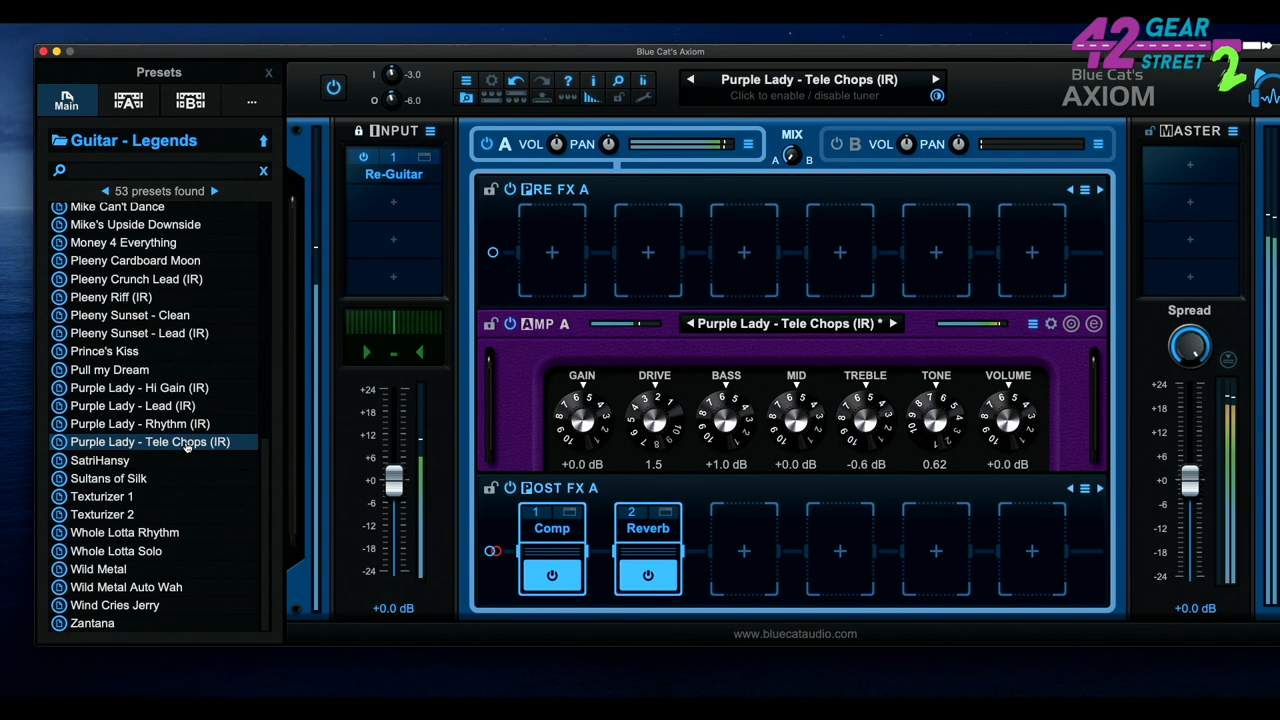 Blue Cat's Axiom
42 GEAR STREET 2
Presets
X
Main
A
B
...
I -3.0
O -6.0
Purple Lady - Tele Chops (IR)
Click to enable / disable tuner
Blue Cat's
AXIOM
Guitar - Legends
53 presets found
Mike Can't Dance
Mike's Upside Downside
Money 4 Everything
Pleeny Cardboard Moon
Pleeny Crunch Lead (IR)
Pleeny Riff (IR)
Pleeny Sunset - Clean
Pleeny Sunset - Lead (IR)
Prince's Kiss
Pull my Dream
Purple Lady - Hi Gain (IR)
Purple Lady - Lead (IR)
Purple Lady - Rhythm (IR)
Purple Lady - Tele Chops (IR)
SatriHansy
Sultans of Silk
Texturizer 1
Texturizer 2
Whole Lotta Rhythm
Whole Lotta Solo
Wild Metal
Wild Metal Auto Wah
Wind Cries Jerry
Zantana
INPUT
1
Re-Guitar
+24
+18
+12
+6
+0
-6
-12
-18
-24
+0.0 dB
A VOL PAN
MIX
A B
B VOL PAN
PRE FX A
AMP A
Purple Lady - Tele Chops (IR) *
GAIN DRIVE BASS MID TREBLE TONE VOLUME
+0.0 dB 1.5 +1.0 dB +0.0 dB -0.6 dB 0.62 +0.0 dB
POST FX A
1 2
Comp Reverb
MASTER
Spread
+24
+18
+12
+6
+0
-6
-12
-18
-24
+0.0 dB
www.bluecataudio.com